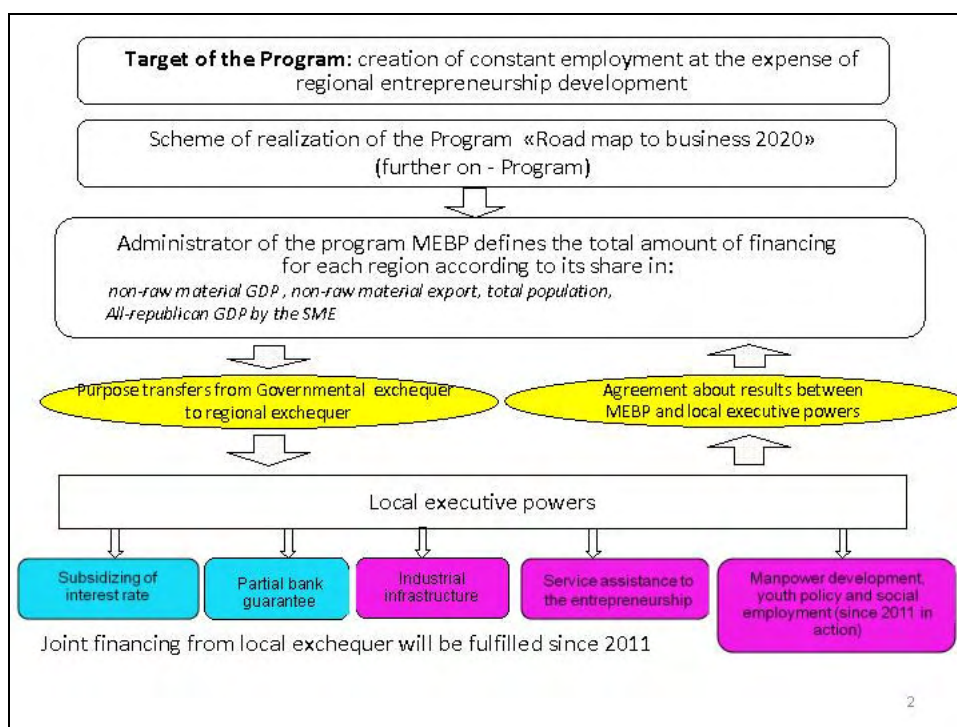 Target of the Program: creation of constant employment at the expense of
regional entrepreneurship development
Scheme of realization of the Program «Road map to business 2020»
(further on - Program)
Administrator of the program MEBP defines the total amount of financing
for each region according to its share in:
non-raw material GDP , non-raw material export, total population,
All-republican GDP by the SME
Purpose transfers from Governmental exchequer
to regional exchequer
Agreement about results between
MEBP and local executive powers
Local executive powers
Subsidizing of
interest rate
Partial bank
guarantee
Industrial
infrastructure
Service assistance to
the entrepreneurship
Manpower development,
youth policy and social
employment (since 2011 in
action)
Joint financing from local exchequer will be fulfilled since 2011
2